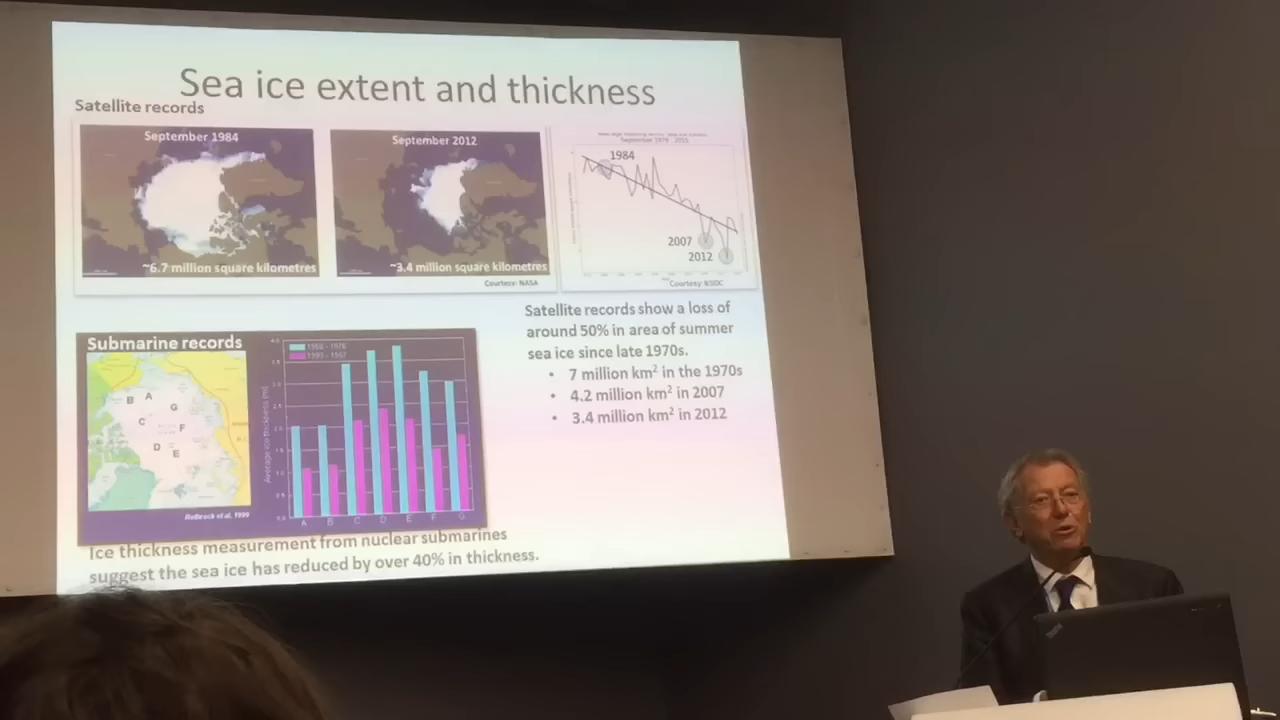 Sea ice extent and thickness
Satellite records
September 1984
~6.7 million square kilometres
September 2012
~3.4 million square kilometres
Courtesy: NASA
1984
2007
2012
Courtesy: NSIDC
Satellite records show a loss of
around 50% in area of summer
sea ice since late 1970s.
• 7 million km² in the 1970s
• 4.2 million km² in 2007
• 3.4 million km² in 2012
Submarine records
B A
G
C
F
D
E
Rothrock et al. 1999
Average ice thickness (m)
A B C D E F G
Ice thickness measurement from nuclear submarines
suggest the sea ice has reduced by over 40% in thickness.